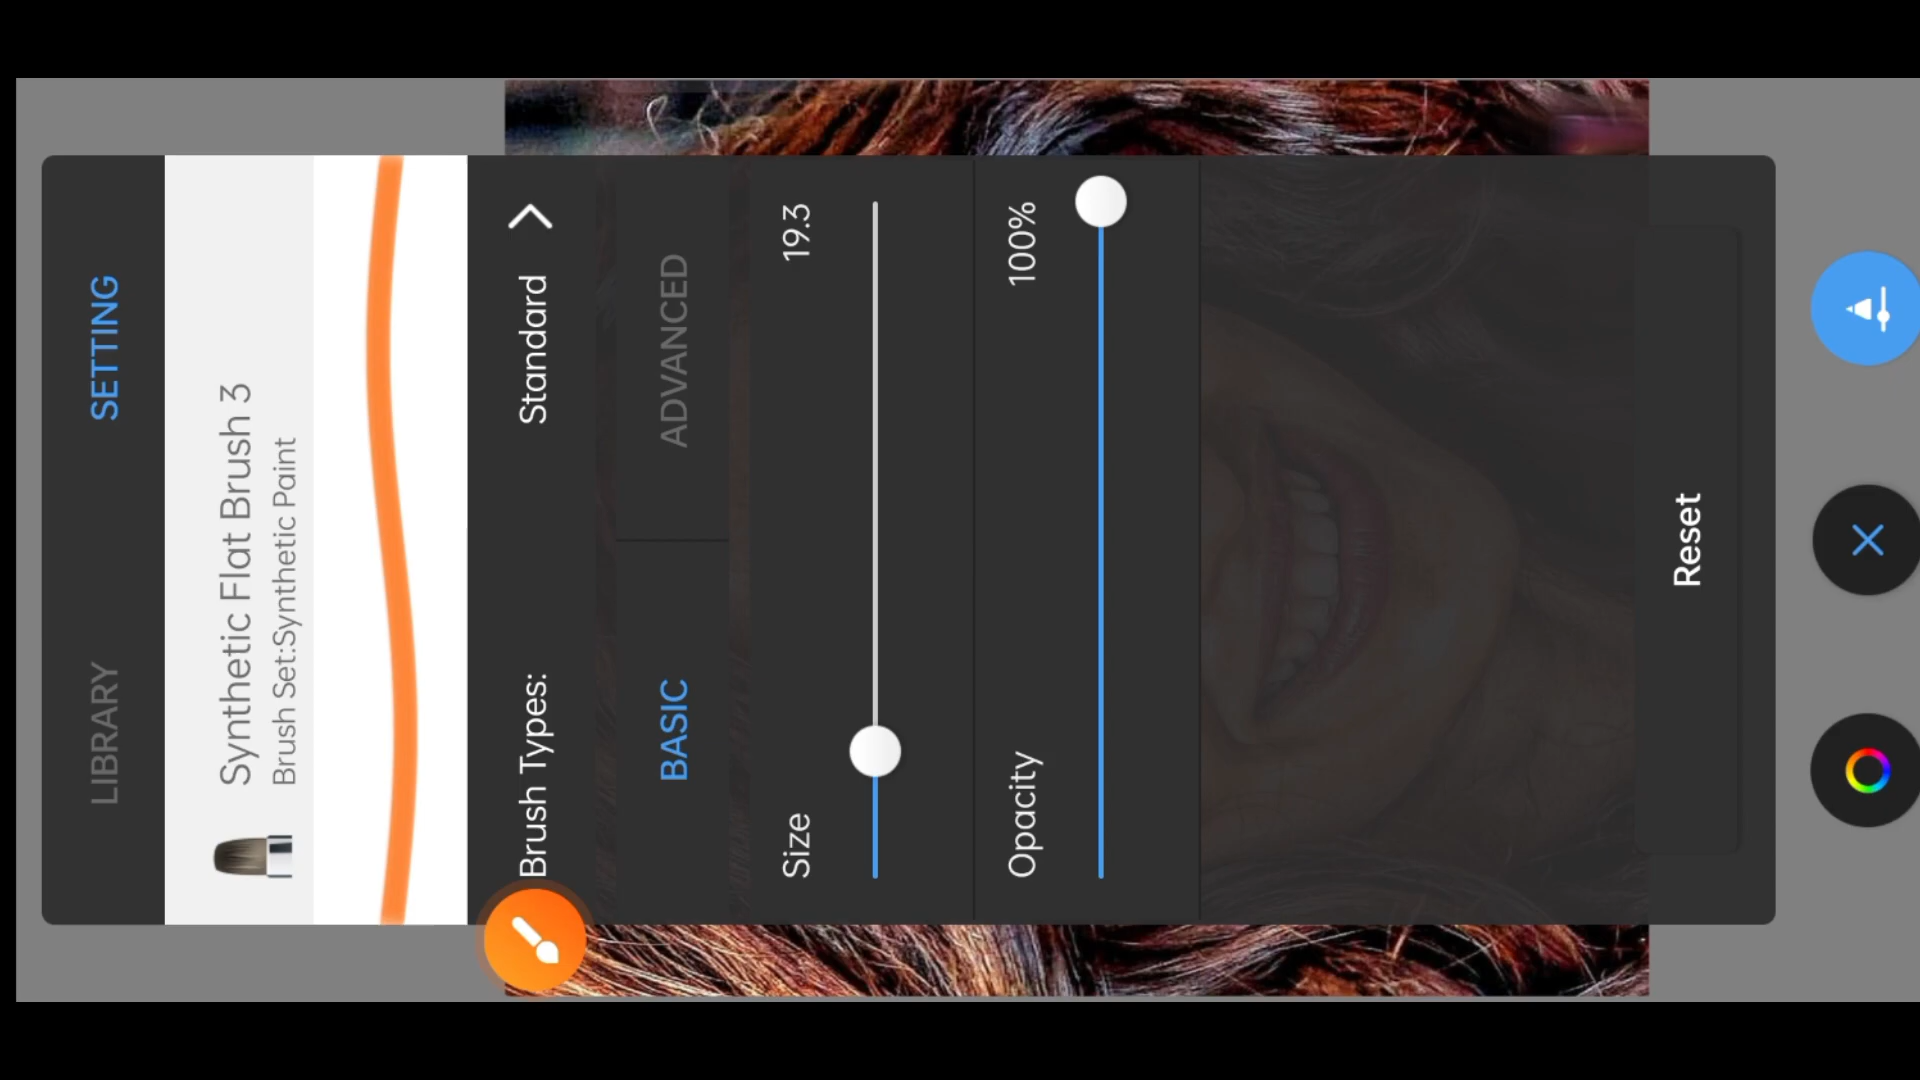 LIBRARY
SETTING
Synthetic Flat Brush 3
Brush Set:Synthetic Paint
Brush Types:
Standard
BASIC
ADVANCED
Size
19.3
Opacity
100%
Reset